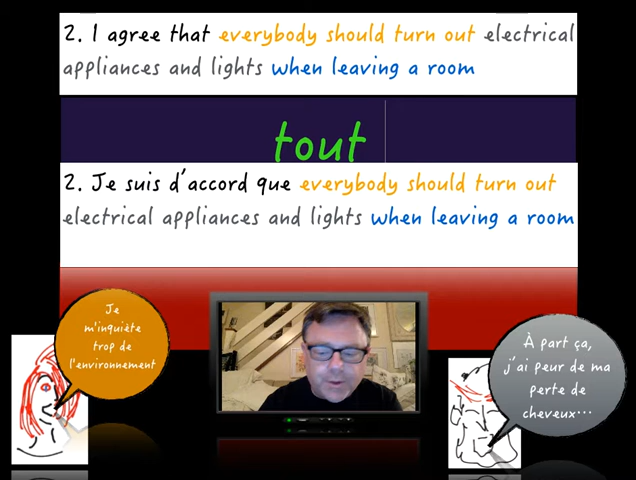 2. I agree that everybody should turn out electrical
appliances and lights when leaving a room
tout
2. Je suis d'accord que everybody should turn out
electrical appliances and lights when leaving a room
Je
m'inquiète
trop de
l'environnement
À part ça,
j'ai peur de ma
perte de
cheveux...